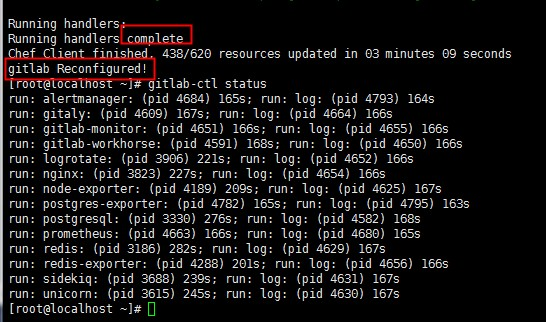 Running handlers:
Running handlers complete
Chef Client finished, 438/620 resources updated in 03 minutes 09 seconds
gitlab Reconfigured!
[root@localhost ~]# gitlab-ctl status
run: alertmanager: (pid 4684) 165s; run: log: (pid 4793) 164s
run: gitaly: (pid 4609) 167s; run: log: (pid 4664) 166s
run: gitlab-monitor: (pid 4651) 166s; run: log: (pid 4655) 166s
run: gitlab-workhorse: (pid 4591) 168s; run: log: (pid 4650) 166s
run: logrotate: (pid 3906) 221s; run: log: (pid 4652) 166s
run: nginx: (pid 3823) 227s; run: log: (pid 4654) 166s
run: node-exporter: (pid 4189) 209s; run: log: (pid 4625) 167s
run: postgres-exporter: (pid 4782) 165s; run: log: (pid 4795) 163s
run: postgresql: (pid 3330) 276s; run: log: (pid 4582) 168s
run: prometheus: (pid 4663) 166s; run: log: (pid 4680) 165s
run: redis: (pid 3186) 282s; run: log: (pid 4629) 167s
run: redis-exporter: (pid 4288) 201s; run: log: (pid 4656) 166s
run: sidekiq: (pid 3688) 239s; run: log: (pid 4631) 167s
run: unicorn: (pid 3615) 245s; run: log: (pid 4630) 167s
[root@localhost ~]#